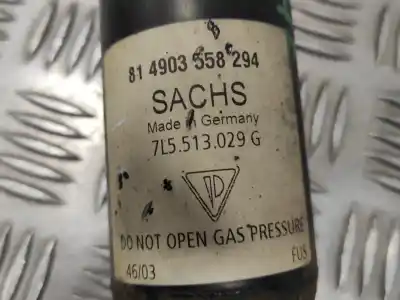 81 4903 558 294
SACHS
Made in Germany
7L5.513.029 G
DO NOT OPEN GAS PRESSURE
46/03 FUS